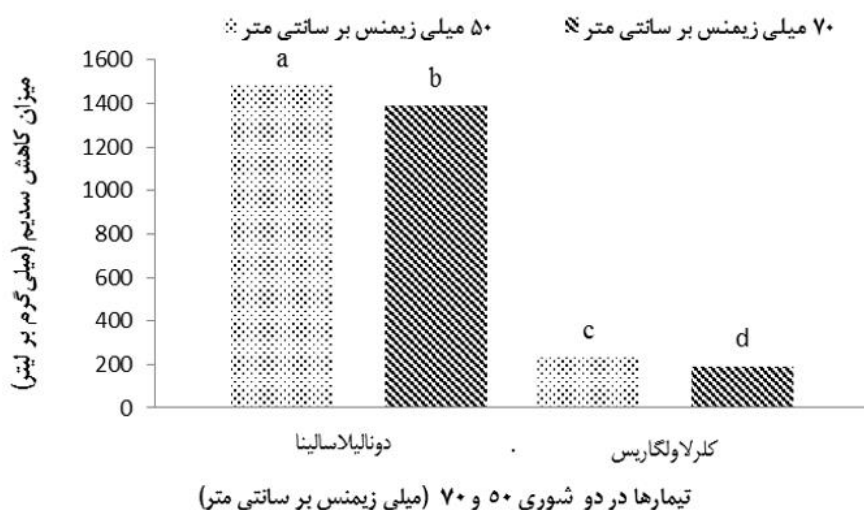 ۵۰ میلی زیمنس بر سانتی متر ۷۰ میلی زیمنس بر سانتی متر
میزان کاهش سدیم (میلی‌گرم بر لیتر)
1600
1400
1200
1000
800
600
400
200
0
a
b
c
d
دونالیلاسالینا کلرلاولگاریس
تیمارها در دو شوری ۵۰ و ۷۰ (میلی زیمنس بر سانتی متر)